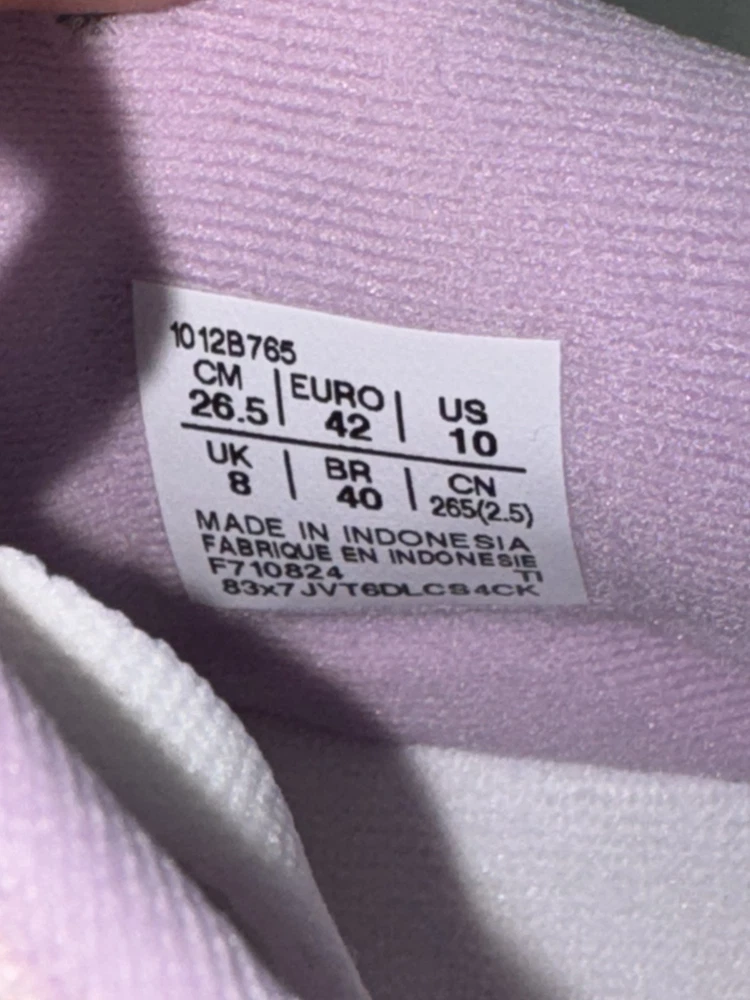 1012B765
CM | EURO | US
26.5 | 42 | 10
UK | BR | CN
8 | 40 | 265(2.5)
MADE IN INDONESIA
FABRIQUE EN INDONESIE
F710824 TI
83x7JVT6DLCS4CK